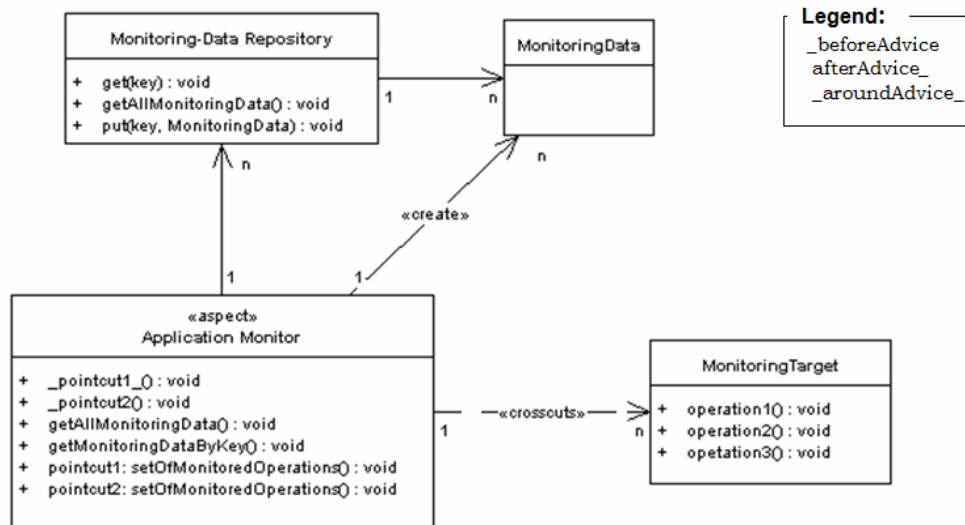 Monitoring-Data Repository
+ get(key) : void
+ getAllMonitoringData() : void
+ put(key, MonitoringData) : void
MonitoringData
Legend:
_beforeAdvice
afterAdvice_
_aroundAdvice_
1
n
n
n
«create»
1
1
«aspect»
Application Monitor
+ _pointcut1_() : void
+ _pointcut2() : void
+ getAllMonitoringData() : void
+ getMonitoringDataByKey() : void
+ pointcut1: setOfMonitoredOperations() : void
+ pointcut2: setOfMonitoredOperations() : void
1
«crosscuts»
n
MonitoringTarget
+ operation1() : void
+ operation2() : void
+ opetation3() : void